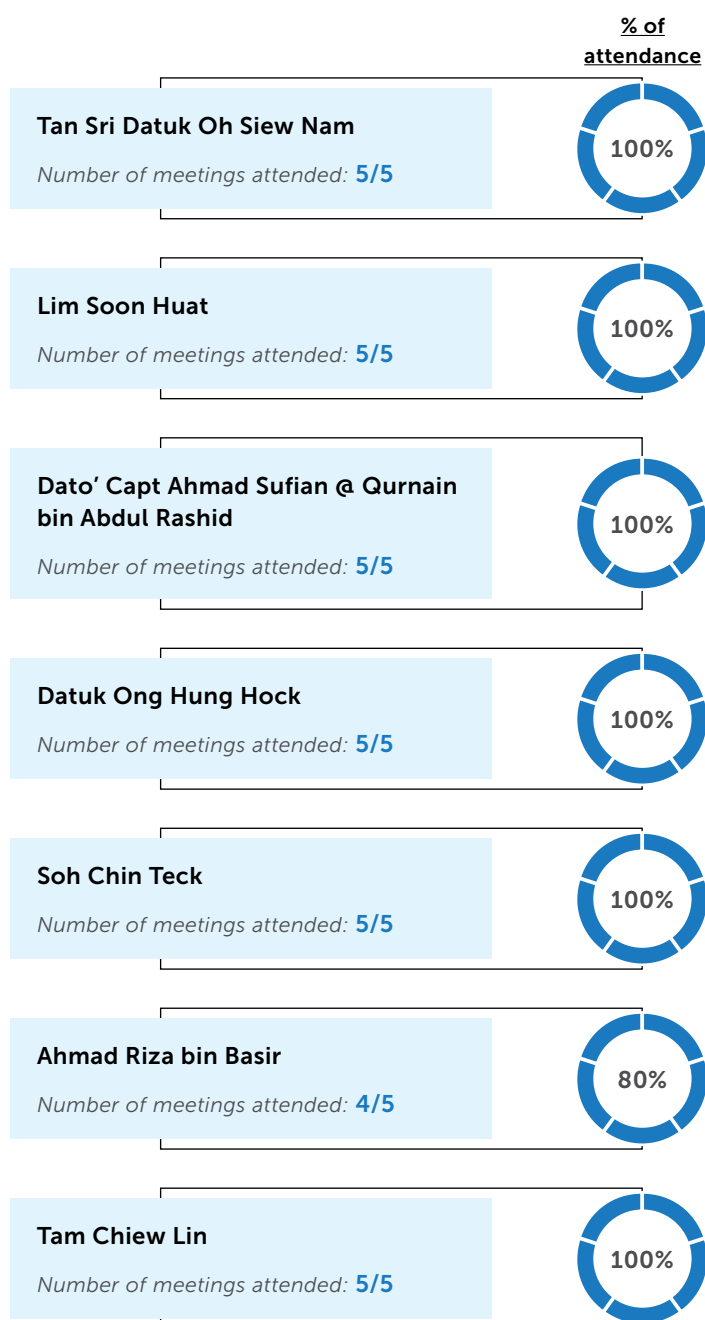 % of
attendance
Tan Sri Datuk Oh Siew Nam
Number of meetings attended: 5/5
100%
Lim Soon Huat
Number of meetings attended: 5/5
100%
Dato’ Capt Ahmad Sufian @ Qurnain
bin Abdul Rashid
Number of meetings attended: 5/5
100%
Datuk Ong Hung Hock
Number of meetings attended: 5/5
100%
Soh Chin Teck
Number of meetings attended: 5/5
100%
Ahmad Riza bin Basir
Number of meetings attended: 4/5
80%
Tam Chiew Lin
Number of meetings attended: 5/5
100%